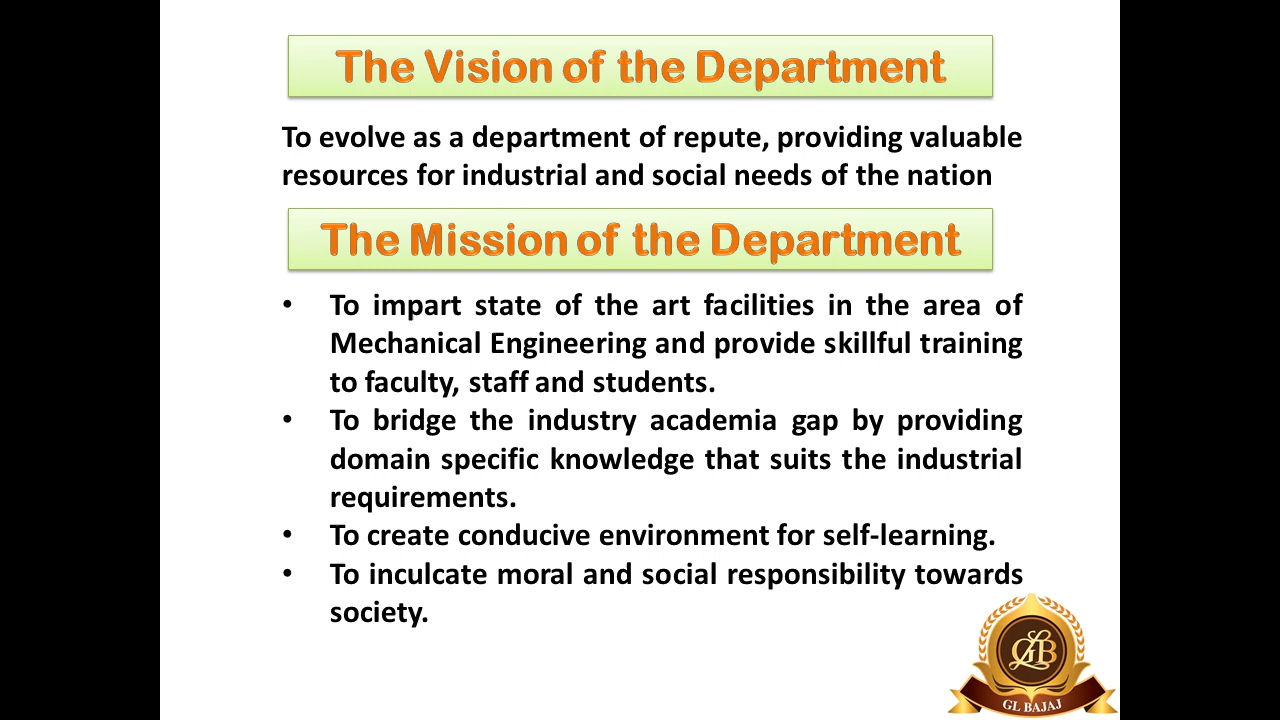 The Vision of the Department
To evolve as a department of repute, providing valuable
resources for industrial and social needs of the nation
The Mission of the Department
• To impart state of the art facilities in the area of
Mechanical Engineering and provide skillful training
to faculty, staff and students.
• To bridge the industry academia gap by providing
domain specific knowledge that suits the industrial
requirements.
• To create conducive environment for self-learning.
• To inculcate moral and social responsibility towards
society.
GLB
GL BAJAJ